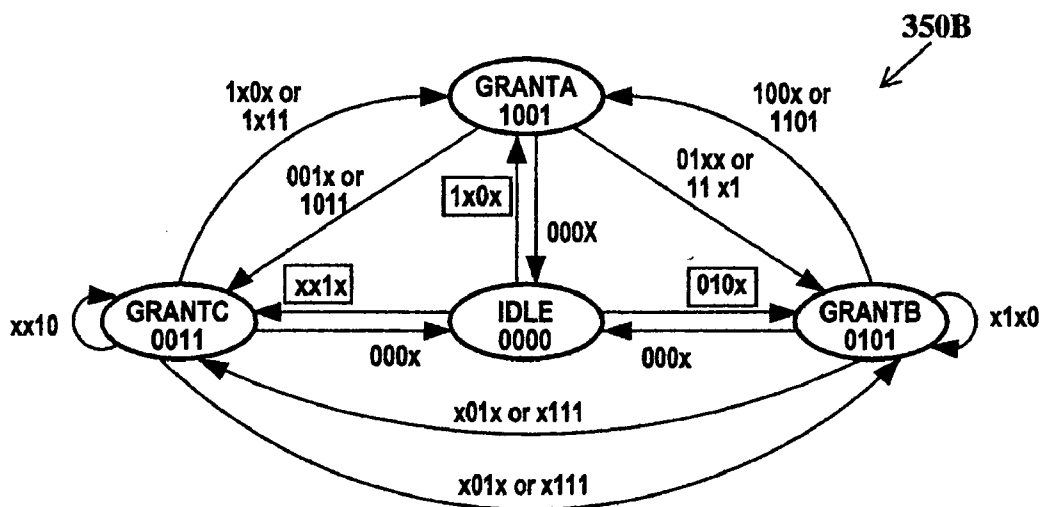 350B
GRANTA
1001
1x0x or
1x11
100x or
1101
001x or
1011
1x0x
01xx or
11 x1
000X
xx1x
010x
GRANTC
0011
IDLE
0000
GRANTB
0101
xx10
x1x0
000x
000x
x01x or x111
x01x or x111